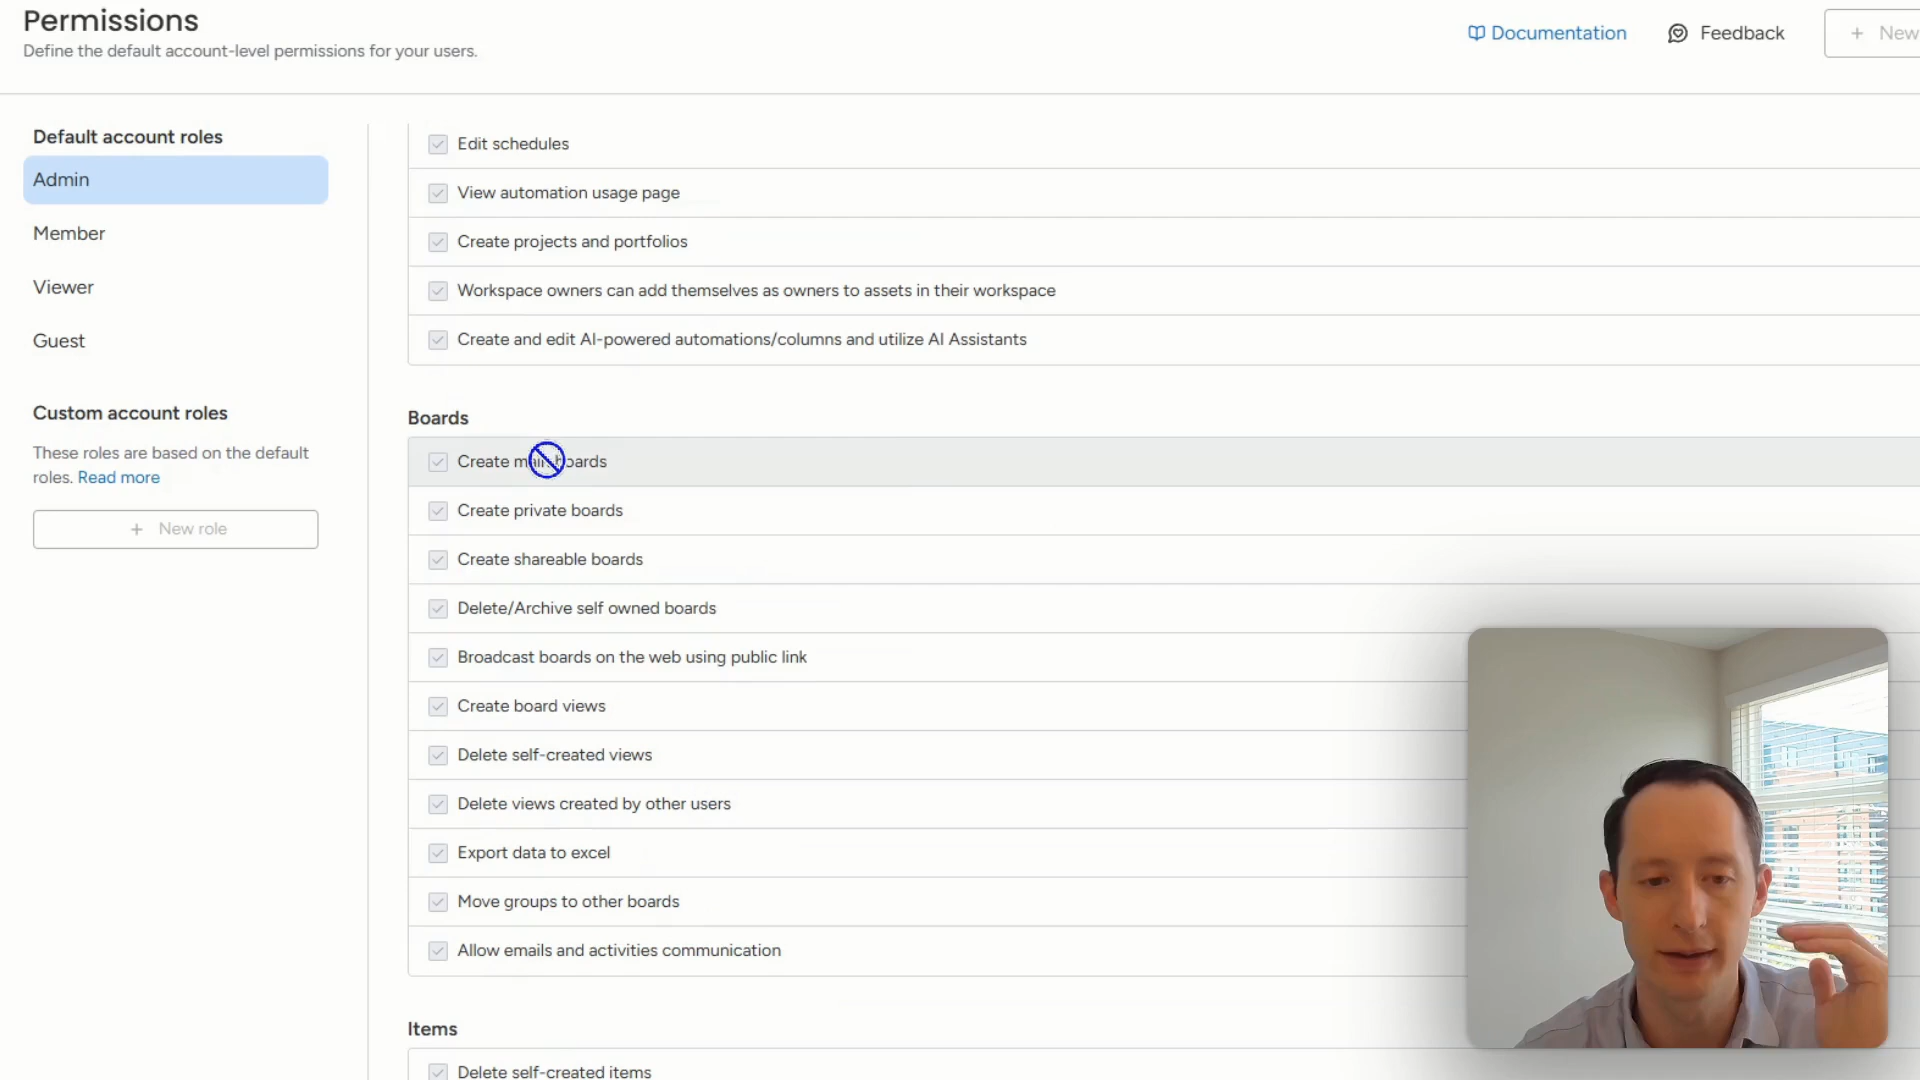 Permissions
Define the default account-level permissions for your users.
Documentation
Feedback
+ New
Default account roles
Admin
Member
Viewer
Guest
Custom account roles
These roles are based on the default
roles. Read more
+ New role
Edit schedules
View automation usage page
Create projects and portfolios
Workspace owners can add themselves as owners to assets in their workspace
Create and edit AI-powered automations/columns and utilize AI Assistants
Boards
Create main boards
Create private boards
Create shareable boards
Delete/Archive self owned boards
Broadcast boards on the web using public link
Create board views
Delete self-created views
Delete views created by other users
Export data to excel
Move groups to other boards
Allow emails and activities communication
Items
Delete self-created items